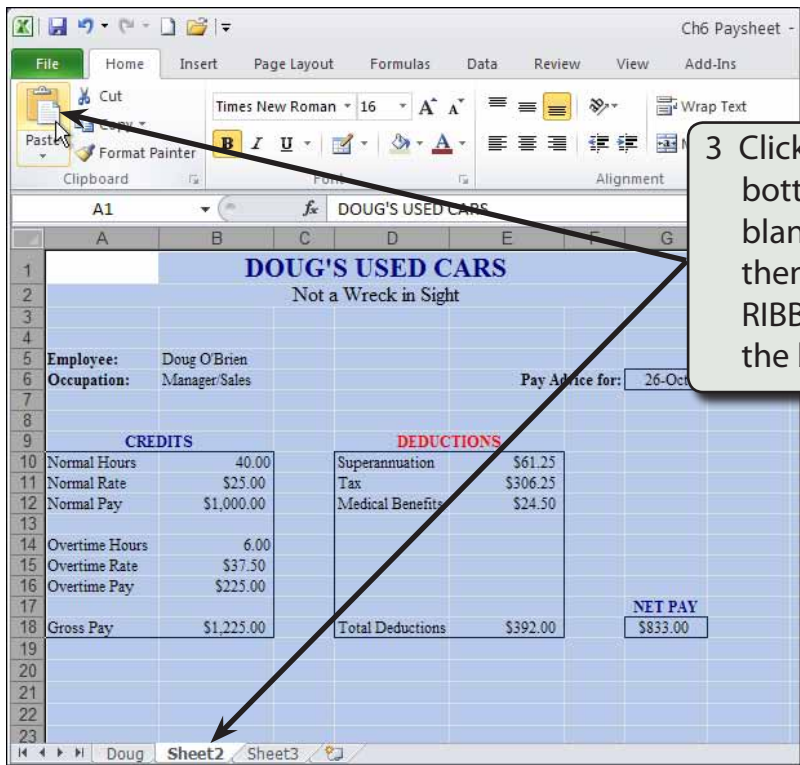 Ch6 Paysheet -
File Home Insert Page Layout Formulas Data Review View Add-Ins
Cut
Copy
Paste
Format Painter
Times New Roman 16 A A
B I U A
Wrap Text
Clipboard Font Alignment
A1 fx DOUG'S USED CARS
A B C D E F G
1 DOUG'S USED CARS
2 Not a Wreck in Sight
3
4
5 Employee: Doug O'Brien
6 Occupation: Manager/Sales Pay Advice for: 26-Oct
7
8
9 CREDITS DEDUCTIONS
10 Normal Hours 40.00 Superannuation $61.25
11 Normal Rate $25.00 Tax $306.25
12 Normal Pay $1,000.00 Medical Benefits $24.50
13
14 Overtime Hours 6.00
15 Overtime Rate $37.50
16 Overtime Pay $225.00
17 NET PAY
18 Gross Pay $1,225.00 Total Deductions $392.00 $833.00
19
20
21
22
23
Doug Sheet2 Sheet3
3 Click
bott
blan
then
RIBB
the